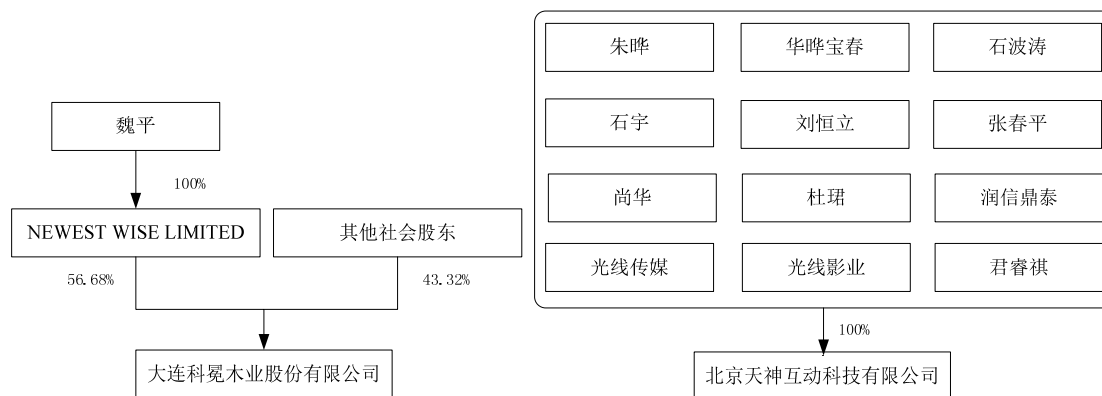 魏平
100%
NEWEST WISE LIMITED
其他社会股东
56.68%
43.32%
大连科冕木业股份有限公司
朱晔
华晔宝春
石波涛
石宇
刘恒立
张春平
尚华
杜珺
润信鼎泰
光线传媒
光线影业
君睿祺
100%
北京天神互动科技有限公司